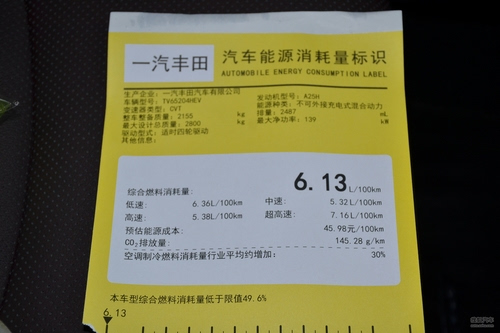 一汽丰田
汽车能源消耗量标识
AUTOMOBILE ENERGY CONSUMPTION LABEL
生产企业: 一汽丰田汽车有限公司
车辆型号: TV65204HEV 发动机型号: A25H
变速器类型: CVT 能源种类: 不可外接充电式混合动力
整车整备质量: 2155 kg 排量: 2487 mL
最大设计总质量: 2800 kg 最大净功率: 139 kW
驱动型式: 适时四轮驱动
其他信息:
综合燃料消耗量: 6.13 L/100km
低速: 6.36L/100km 中速: 5.32 L/100km
高速: 5.38L/100km 超高速: 7.16 L/100km
预估能源成本: 45.98元/100km
CO2排放量: 145.28 g/km
空调制冷燃料消耗量行业平均约增加: 30%
本车型综合燃料消耗量低于限值49.6%
6.13